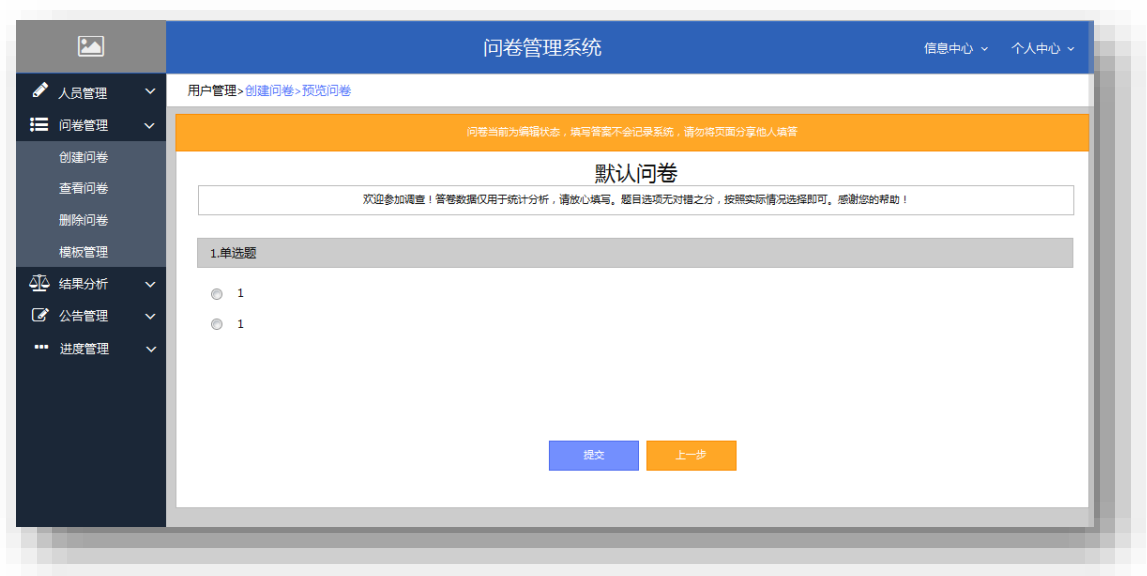 问卷管理系统
信息中心 个人中心
人员管理
问卷管理
创建问卷
查看问卷
删除问卷
模板管理
结果分析
公告管理
进度管理
用户管理>创建问卷>预览问卷
问卷当前为编辑状态，填写答案不会记录系统，请勿将页面分享他人填答
默认问卷
欢迎参加调查！答卷数据仅用于统计分析，请放心填写。题目选项无对错之分，按照实际情况选择即可。感谢您的帮助！
1.单选题
1
1
提交 上一步